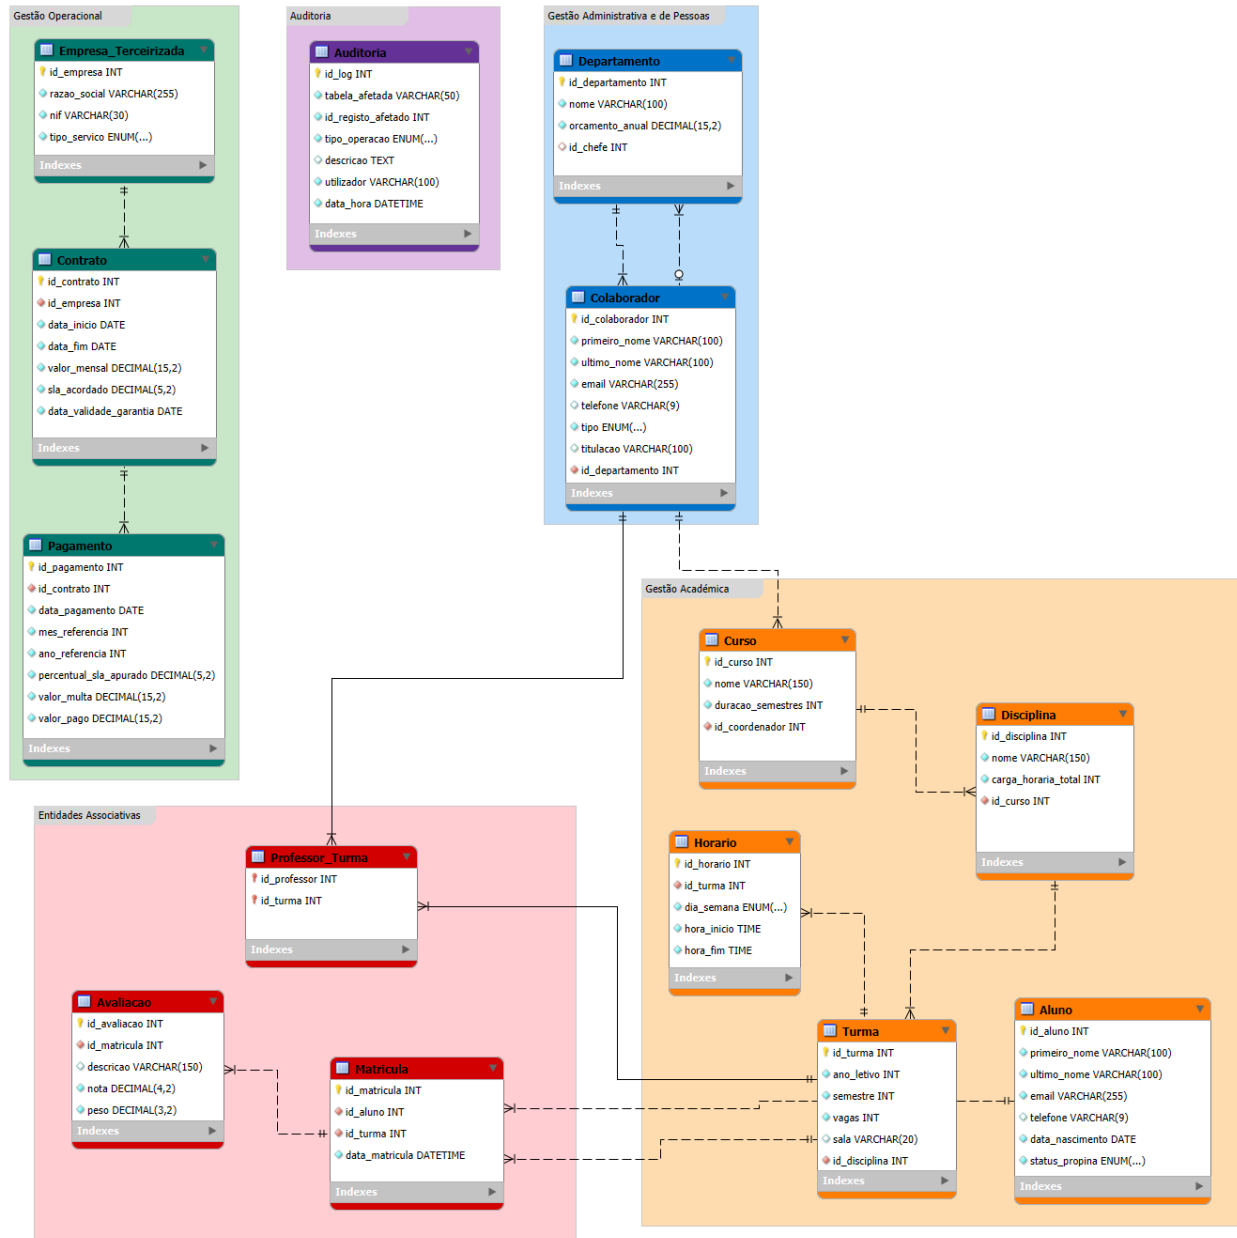 Gestão Operacional
Empresa_Terceirizada
id_empresa INT
razao_social VARCHAR(255)
nif VARCHAR(30)
tipo_servico ENUM(...)
Indexes
Contrato
id_contrato INT
id_empresa INT
data_inicio DATE
data_fim DATE
valor_mensal DECIMAL(15,2)
sla_acordado DECIMAL(5,2)
data_validade_garantia DATE
Indexes
Pagamento
id_pagamento INT
id_contrato INT
data_pagamento DATE
mes_referencia INT
ano_referencia INT
percentual_sla_apurado DECIMAL(5,2)
valor_multa DECIMAL(15,2)
valor_pago DECIMAL(15,2)
Indexes
Auditoria
Auditoria
id_log INT
tabela_afetada VARCHAR(50)
id_registo_afetado INT
tipo_operacao ENUM(...)
descricao TEXT
utilizador VARCHAR(100)
data_hora DATETIME
Indexes
Gestão Administrativa e de Pessoas
Departamento
id_departamento INT
nome VARCHAR(100)
orcamento_anual DECIMAL(15,2)
id_chefe INT
Indexes
Colaborador
id_colaborador INT
primeiro_nome VARCHAR(100)
ultimo_nome VARCHAR(100)
email VARCHAR(255)
telefone VARCHAR(9)
tipo ENUM(...)
titulacao VARCHAR(100)
id_departamento INT
Indexes
Gestão Académica
Curso
id_curso INT
nome VARCHAR(150)
duracao_semestres INT
id_coordenador INT
Indexes
Disciplina
id_disciplina INT
nome VARCHAR(150)
carga_horaria_total INT
id_curso INT
Indexes
Horario
id_horario INT
id_turma INT
dia_semana ENUM(...)
hora_inicio TIME
hora_fim TIME
Indexes
Turma
id_turma INT
ano_letivo INT
semestre INT
vagas INT
sala VARCHAR(20)
id_disciplina INT
Indexes
Aluno
id_aluno INT
primeiro_nome VARCHAR(100)
ultimo_nome VARCHAR(100)
email VARCHAR(255)
telefone VARCHAR(9)
data_nascimento DATE
status_propina ENUM(...)
Indexes
Entidades Associativas
Professor_Turma
id_professor INT
id_turma INT
Indexes
Avaliacao
id_avaliacao INT
id_matricula INT
descricao VARCHAR(150)
nota DECIMAL(4,2)
peso DECIMAL(3,2)
Indexes
Matricula
id_matricula INT
id_aluno INT
id_turma INT
data_matricula DATETIME
Indexes